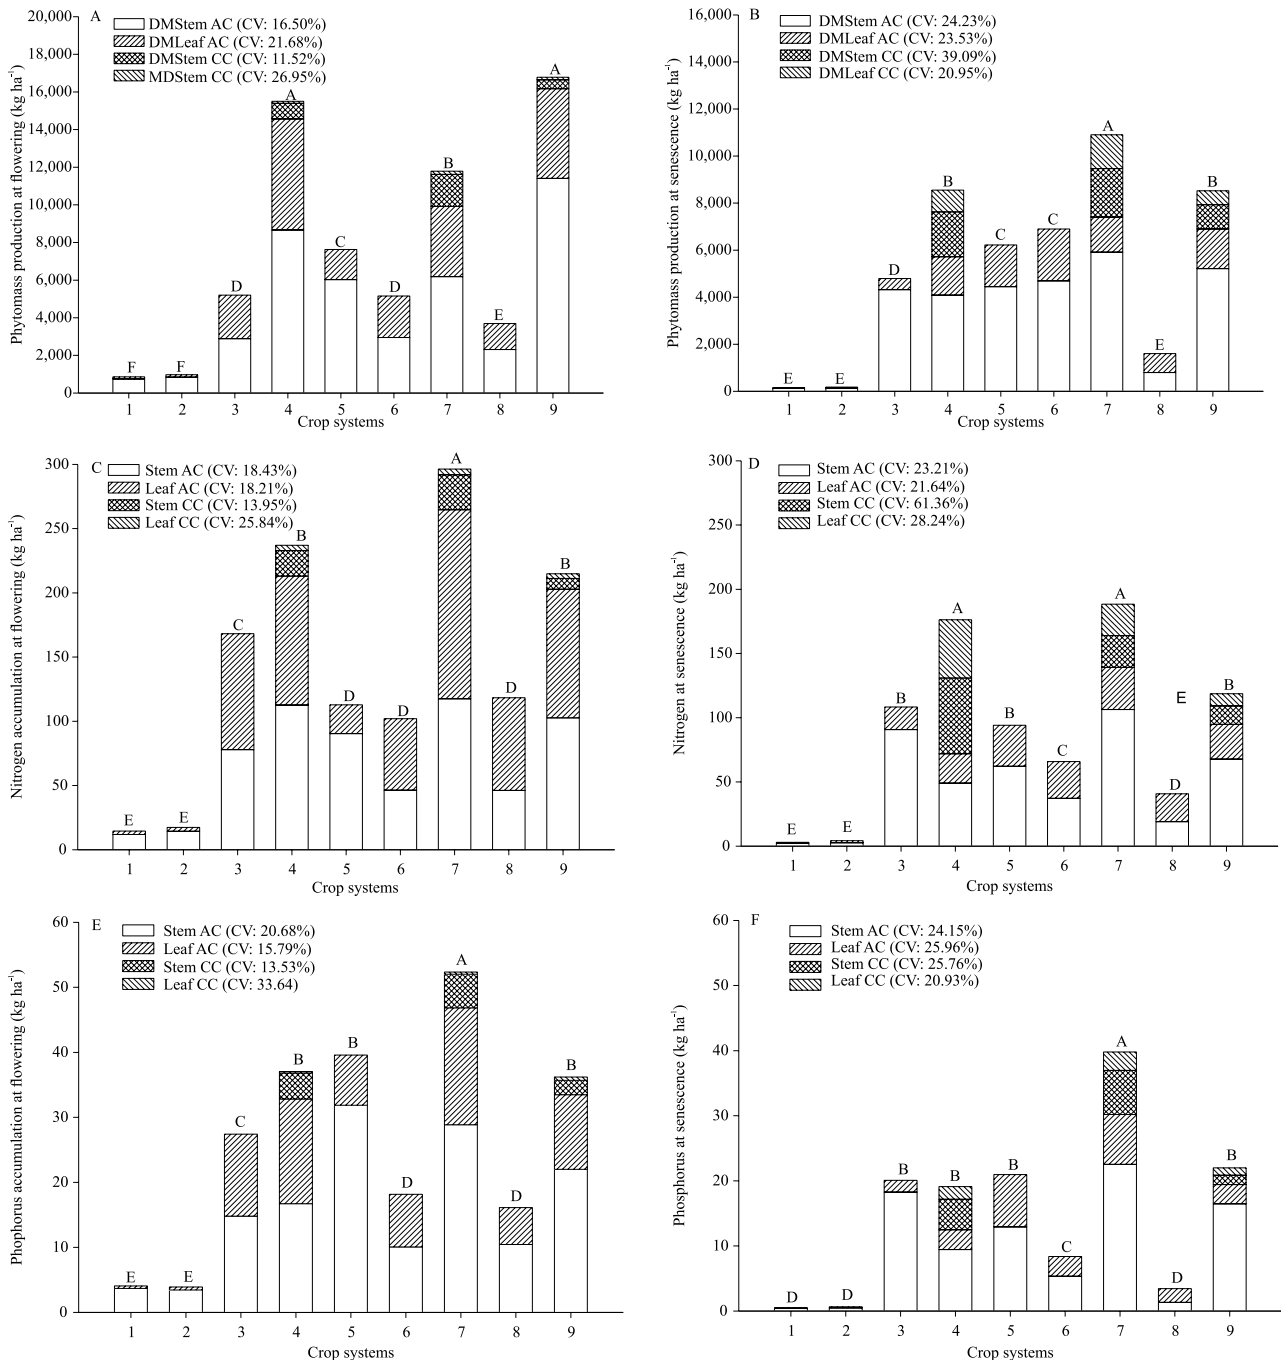 A
DMStem AC (CV: 16.50%)
DMLeaf AC (CV: 21.68%)
DMStem CC (CV: 11.52%)
MDStem CC (CV: 26.95%)
Phytomass production at flowering (kg ha⁻¹)
20,000
18,000
16,000
14,000
12,000
10,000
8,000
6,000
4,000
2,000
0
F F D A C D B E A
1 2 3 4 5 6 7 8 9
Crop systems
B
DMStem AC (CV: 24.23%)
DMLeaf AC (CV: 23.53%)
DMStem CC (CV: 39.09%)
DMLeaf CC (CV: 20.95%)
Phytomass production at senescence (kg ha⁻¹)
16,000
14,000
12,000
10,000
8,000
6,000
4,000
2,000
0
E E D B C C A E B
1 2 3 4 5 6 7 8 9
Crop systems
C
Stem AC (CV: 18.43%)
Leaf AC (CV: 18.21%)
Stem CC (CV: 13.95%)
Leaf CC (CV: 25.84%)
Nitrogen accumulation at flowering (kg ha⁻¹)
300
250
200
150
100
50
0
E E C B D D A D B
1 2 3 4 5 6 7 8 9
Crop systems
D
Stem AC (CV: 23.21%)
Leaf AC (CV: 21.64%)
Stem CC (CV: 61.36%)
Leaf CC (CV: 28.24%)
Nitrogen at senescence (kg ha⁻¹)
300
250
200
150
100
50
0
E E B A B C A D E B
1 2 3 4 5 6 7 8 9
Crop systems
E
Stem AC (CV: 20.68%)
Leaf AC (CV: 15.79%)
Stem CC (CV: 13.53%)
Leaf CC (CV: 33.64)
Phophorus accumulation at flowering (kg ha⁻¹)
60
50
40
30
20
10
0
E E C B B D A D B
1 2 3 4 5 6 7 8 9
Crop systems
F
Stem AC (CV: 24.15%)
Leaf AC (CV: 25.96%)
Stem CC (CV: 25.76%)
Leaf CC (CV: 20.93%)
Phosphorus at senescence (kg ha⁻¹)
60
50
40
30
20
10
0
D D B B B C A D B
1 2 3 4 5 6 7 8 9
Crop systems